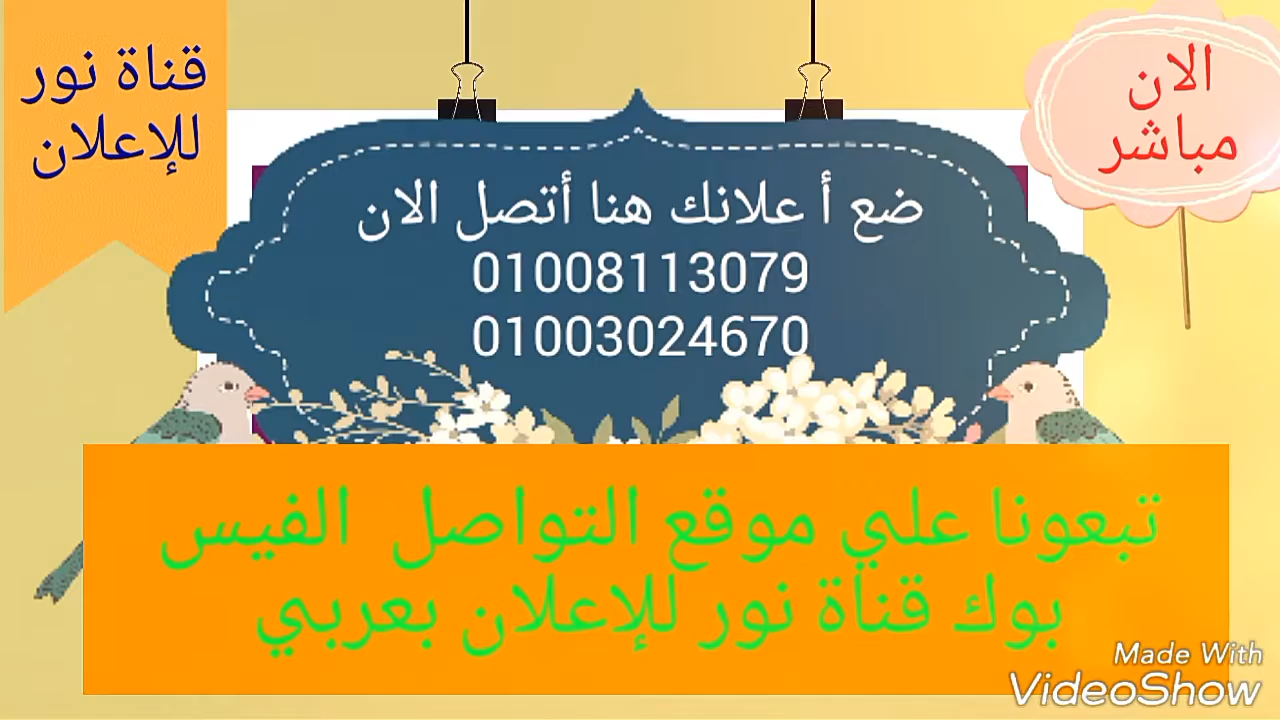 قناة نور
للإعلان
الان
مباشر
ضع أ علانك هنا أتصل الان
01008113079
01003024670
تبعونا علي موقع التواصل الفيس
بوك قناة نور للإعلان بعربي
Made With
VideoShow